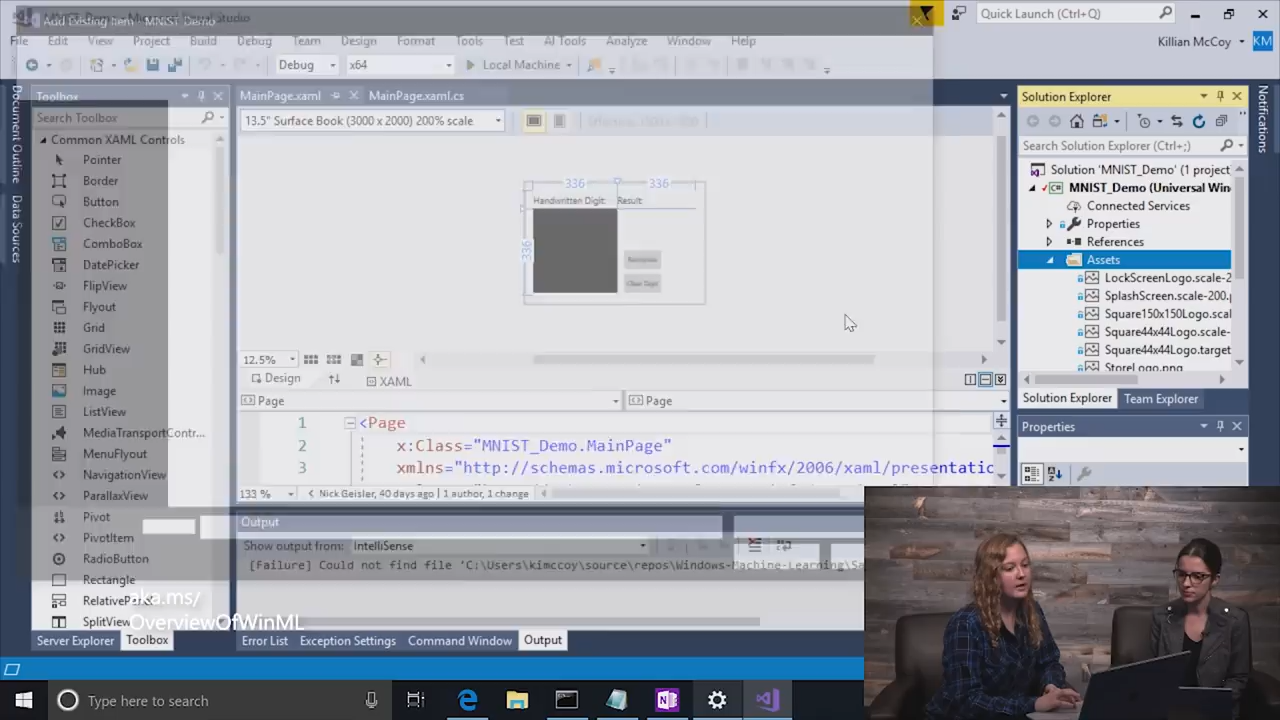 Add Existing Item - MNIST_Demo
Quick Launch (Ctrl+Q)
File Edit View Project Build Debug Team Design Format Tools Test AI Tools Analyze Window Help
Killian McCoy KM
Debug x64 Local Machine
Document Outline
Data Sources
Toolbox
Search Toolbox
Common XAML Controls
Pointer
Border
Button
CheckBox
ComboBox
DatePicker
FlipView
Flyout
Grid
GridView
Hub
Image
ListView
MediaTransportContr...
MenuFlyout
NavigationView
ParallaxView
Pivot
PivotItem
RadioButton
Rectangle
SplitView
Server Explorer Toolbox
MainPage.xaml MainPage.xaml.cs
13.5" Surface Book (3000 x 2000) 200% scale
336 336
Handwritten Digit: Result:
336
12.5%
Design XAML
Page Page
1 <Page
2 x:Class="MNIST_Demo.MainPage"
3 xmlns="http://schemas.microsoft.com/winfx/2006/xaml/presentatic
133 % Nick Geisler, 40 days ago | 1 author, 1 change
Output
Show output from: IntelliSense
[Failure] Could not find file 'C:\Users\kimccoy\source\repos\Windows-Machine-Learning\Sa
aka.ms/
OverviewOfWinML
Error List Exception Settings Command Window Output
Solution Explorer
Search Solution Explorer (Ctrl+;)
Solution 'MNIST_Demo' (1 project
MNIST_Demo (Universal Win
Connected Services
Properties
References
Assets
LockScreenLogo.scale-2
SplashScreen.scale-200.
Square150x150Logo.sca
Square44x44Logo.scale-
Square44x44Logo.target
StoreLogo.png
Solution Explorer Team Explorer
Properties
Notifications
Type here to search